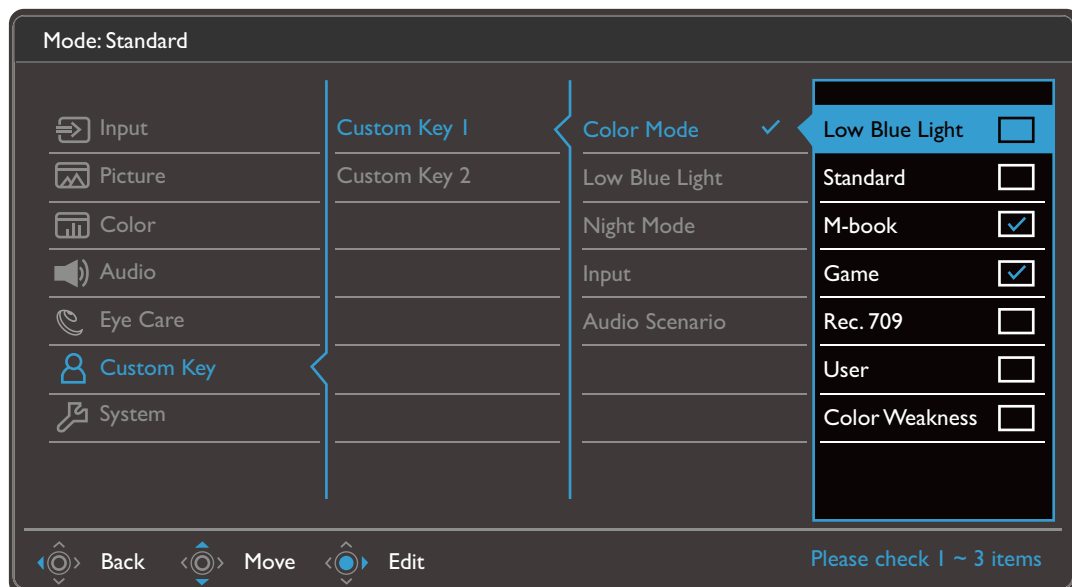 Mode: Standard
Input
Picture
Color
Audio
Eye Care
Custom Key
System
Custom Key 1
Custom Key 2
Color Mode
Low Blue Light
Night Mode
Input
Audio Scenario
Low Blue Light
Standard
M-book
Game
Rec. 709
User
Color Weakness
Back
Move
Edit
Please check 1 ~ 3 items